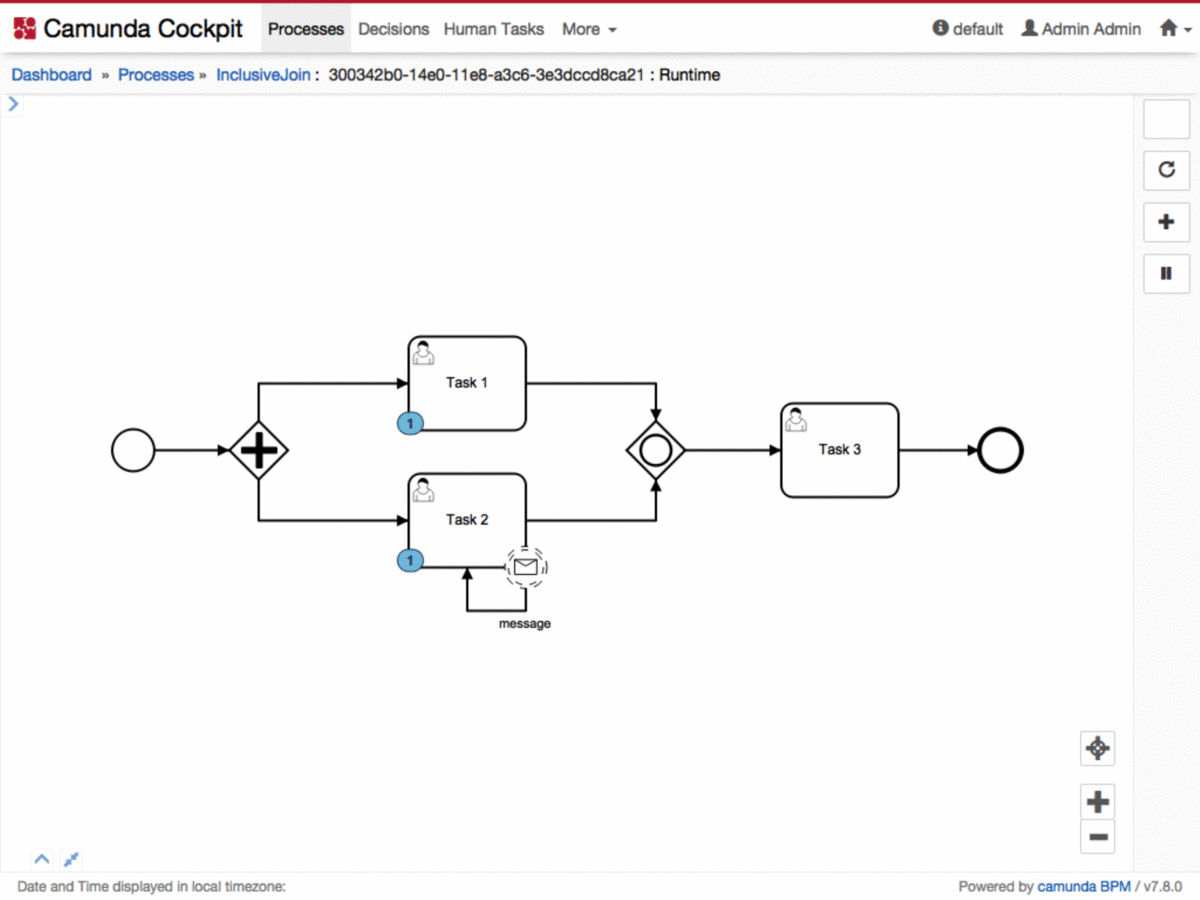 Camunda Cockpit Processes Decisions Human Tasks More default Admin Admin
Dashboard » Processes » InclusiveJoin : 300342b0-14e0-11e8-a3c6-3e3dccd8ca21 : Runtime
Task 1
1
Task 3
Task 2
1
message
Date and Time displayed in local timezone: Powered by camunda BPM / v7.8.0